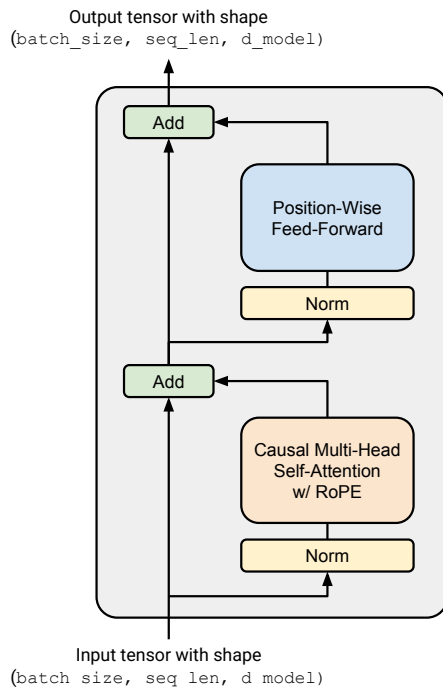 Output tensor with shape
(batch_size, seq_len, d_model)
Add
Position-Wise
Feed-Forward
Norm
Add
Causal Multi-Head
Self-Attention
w/ RoPE
Norm
Input tensor with shape
(batch_size, seq_len, d_model)